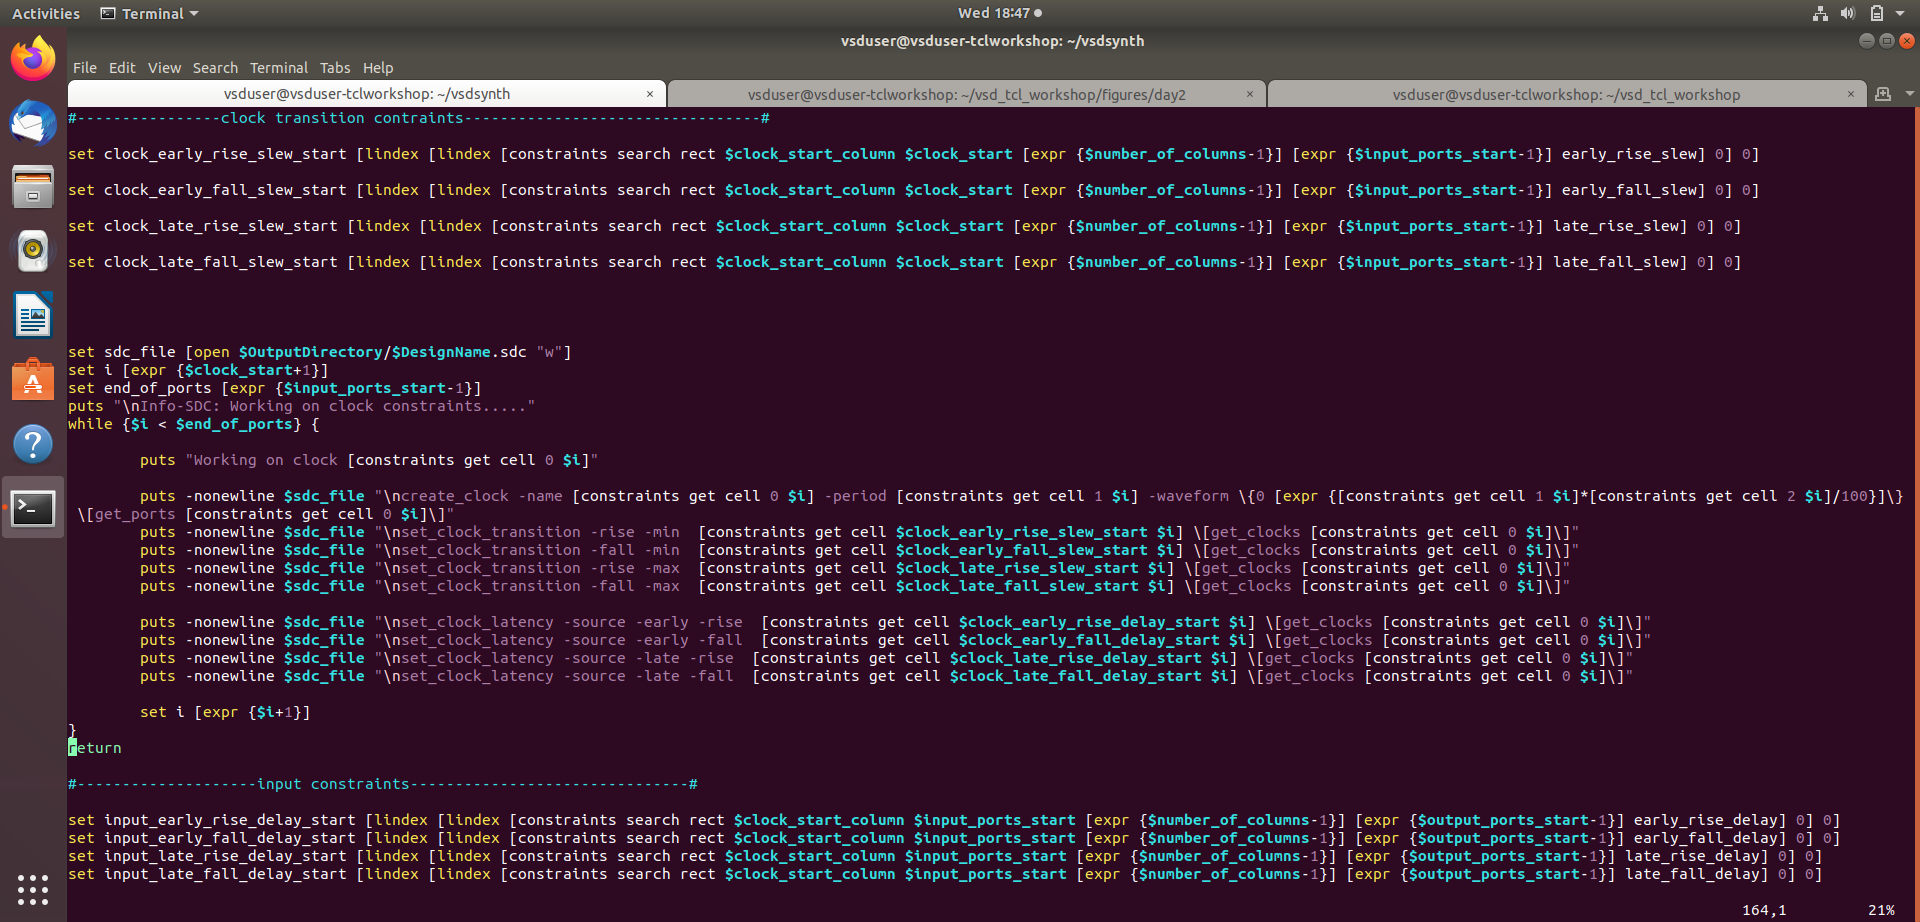 Activities Terminal Wed 18:47
vsduser@vsduser-tclworkshop: ~/vsdsynth
File Edit View Search Terminal Tabs Help
vsduser@vsduser-tclworkshop: ~/vsdsynth × vsduser@vsduser-tclworkshop: ~/vsd_tcl_workshop/figures/day2 × vsduser@vsduser-tclworkshop: ~/vsd_tcl_workshop ×
#----------------clock transition contraints---------------------------------#
set clock_early_rise_slew_start [lindex [lindex [constraints search rect $clock_start_column $clock_start [expr {$number_of_columns-1}] [expr {$input_ports_start-1}] early_rise_slew] 0] 0]
set clock_early_fall_slew_start [lindex [lindex [constraints search rect $clock_start_column $clock_start [expr {$number_of_columns-1}] [expr {$input_ports_start-1}] early_fall_slew] 0] 0]
set clock_late_rise_slew_start [lindex [lindex [constraints search rect $clock_start_column $clock_start [expr {$number_of_columns-1}] [expr {$input_ports_start-1}] late_rise_slew] 0] 0]
set clock_late_fall_slew_start [lindex [lindex [constraints search rect $clock_start_column $clock_start [expr {$number_of_columns-1}] [expr {$input_ports_start-1}] late_fall_slew] 0] 0]
set sdc_file [open $OutputDirectory/$DesignName.sdc "w"]
set i [expr {$clock_start+1}]
set end_of_ports [expr {$input_ports_start-1}]
puts "\nInfo-SDC: Working on clock constraints....."
while {$i < $end_of_ports} {
puts "Working on clock [constraints get cell 0 $i]"
puts -nonewline $sdc_file "\ncreate_clock -name [constraints get cell 0 $i] -period [constraints get cell 1 $i] -waveform \{0 [expr {[constraints get cell 1 $i]*[constraints get cell 2 $i]/100}]\}
\[get_ports [constraints get cell 0 $i]\]"
puts -nonewline $sdc_file "\nset_clock_transition -rise -min  [constraints get cell $clock_early_rise_slew_start $i] \[get_clocks [constraints get cell 0 $i]\]"
puts -nonewline $sdc_file "\nset_clock_transition -fall -min  [constraints get cell $clock_early_fall_slew_start $i] \[get_clocks [constraints get cell 0 $i]\]"
puts -nonewline $sdc_file "\nset_clock_transition -rise -max  [constraints get cell $clock_late_rise_slew_start $i] \[get_clocks [constraints get cell 0 $i]\]"
puts -nonewline $sdc_file "\nset_clock_transition -fall -max  [constraints get cell $clock_late_fall_slew_start $i] \[get_clocks [constraints get cell 0 $i]\]"
puts -nonewline $sdc_file "\nset_clock_latency -source -early -rise  [constraints get cell $clock_early_rise_delay_start $i] \[get_clocks [constraints get cell 0 $i]\]"
puts -nonewline $sdc_file "\nset_clock_latency -source -early -fall  [constraints get cell $clock_early_fall_delay_start $i] \[get_clocks [constraints get cell 0 $i]\]"
puts -nonewline $sdc_file "\nset_clock_latency -source -late -rise  [constraints get cell $clock_late_rise_delay_start $i] \[get_clocks [constraints get cell 0 $i]\]"
puts -nonewline $sdc_file "\nset_clock_latency -source -late -fall  [constraints get cell $clock_late_fall_delay_start $i] \[get_clocks [constraints get cell 0 $i]\]"
set i [expr {$i+1}]
}
return
#--------------------input constraints-------------------------------#
set input_early_rise_delay_start [lindex [lindex [constraints search rect $clock_start_column $input_ports_start [expr {$number_of_columns-1}] [expr {$output_ports_start-1}] early_rise_delay] 0] 0]
set input_early_fall_delay_start [lindex [lindex [constraints search rect $clock_start_column $input_ports_start [expr {$number_of_columns-1}] [expr {$output_ports_start-1}] early_fall_delay] 0] 0]
set input_late_rise_delay_start [lindex [lindex [constraints search rect $clock_start_column $input_ports_start [expr {$number_of_columns-1}] [expr {$output_ports_start-1}] late_rise_delay] 0] 0]
set input_late_fall_delay_start [lindex [lindex [constraints search rect $clock_start_column $input_ports_start [expr {$number_of_columns-1}] [expr {$output_ports_start-1}] late_fall_delay] 0] 0]
164,1 21%